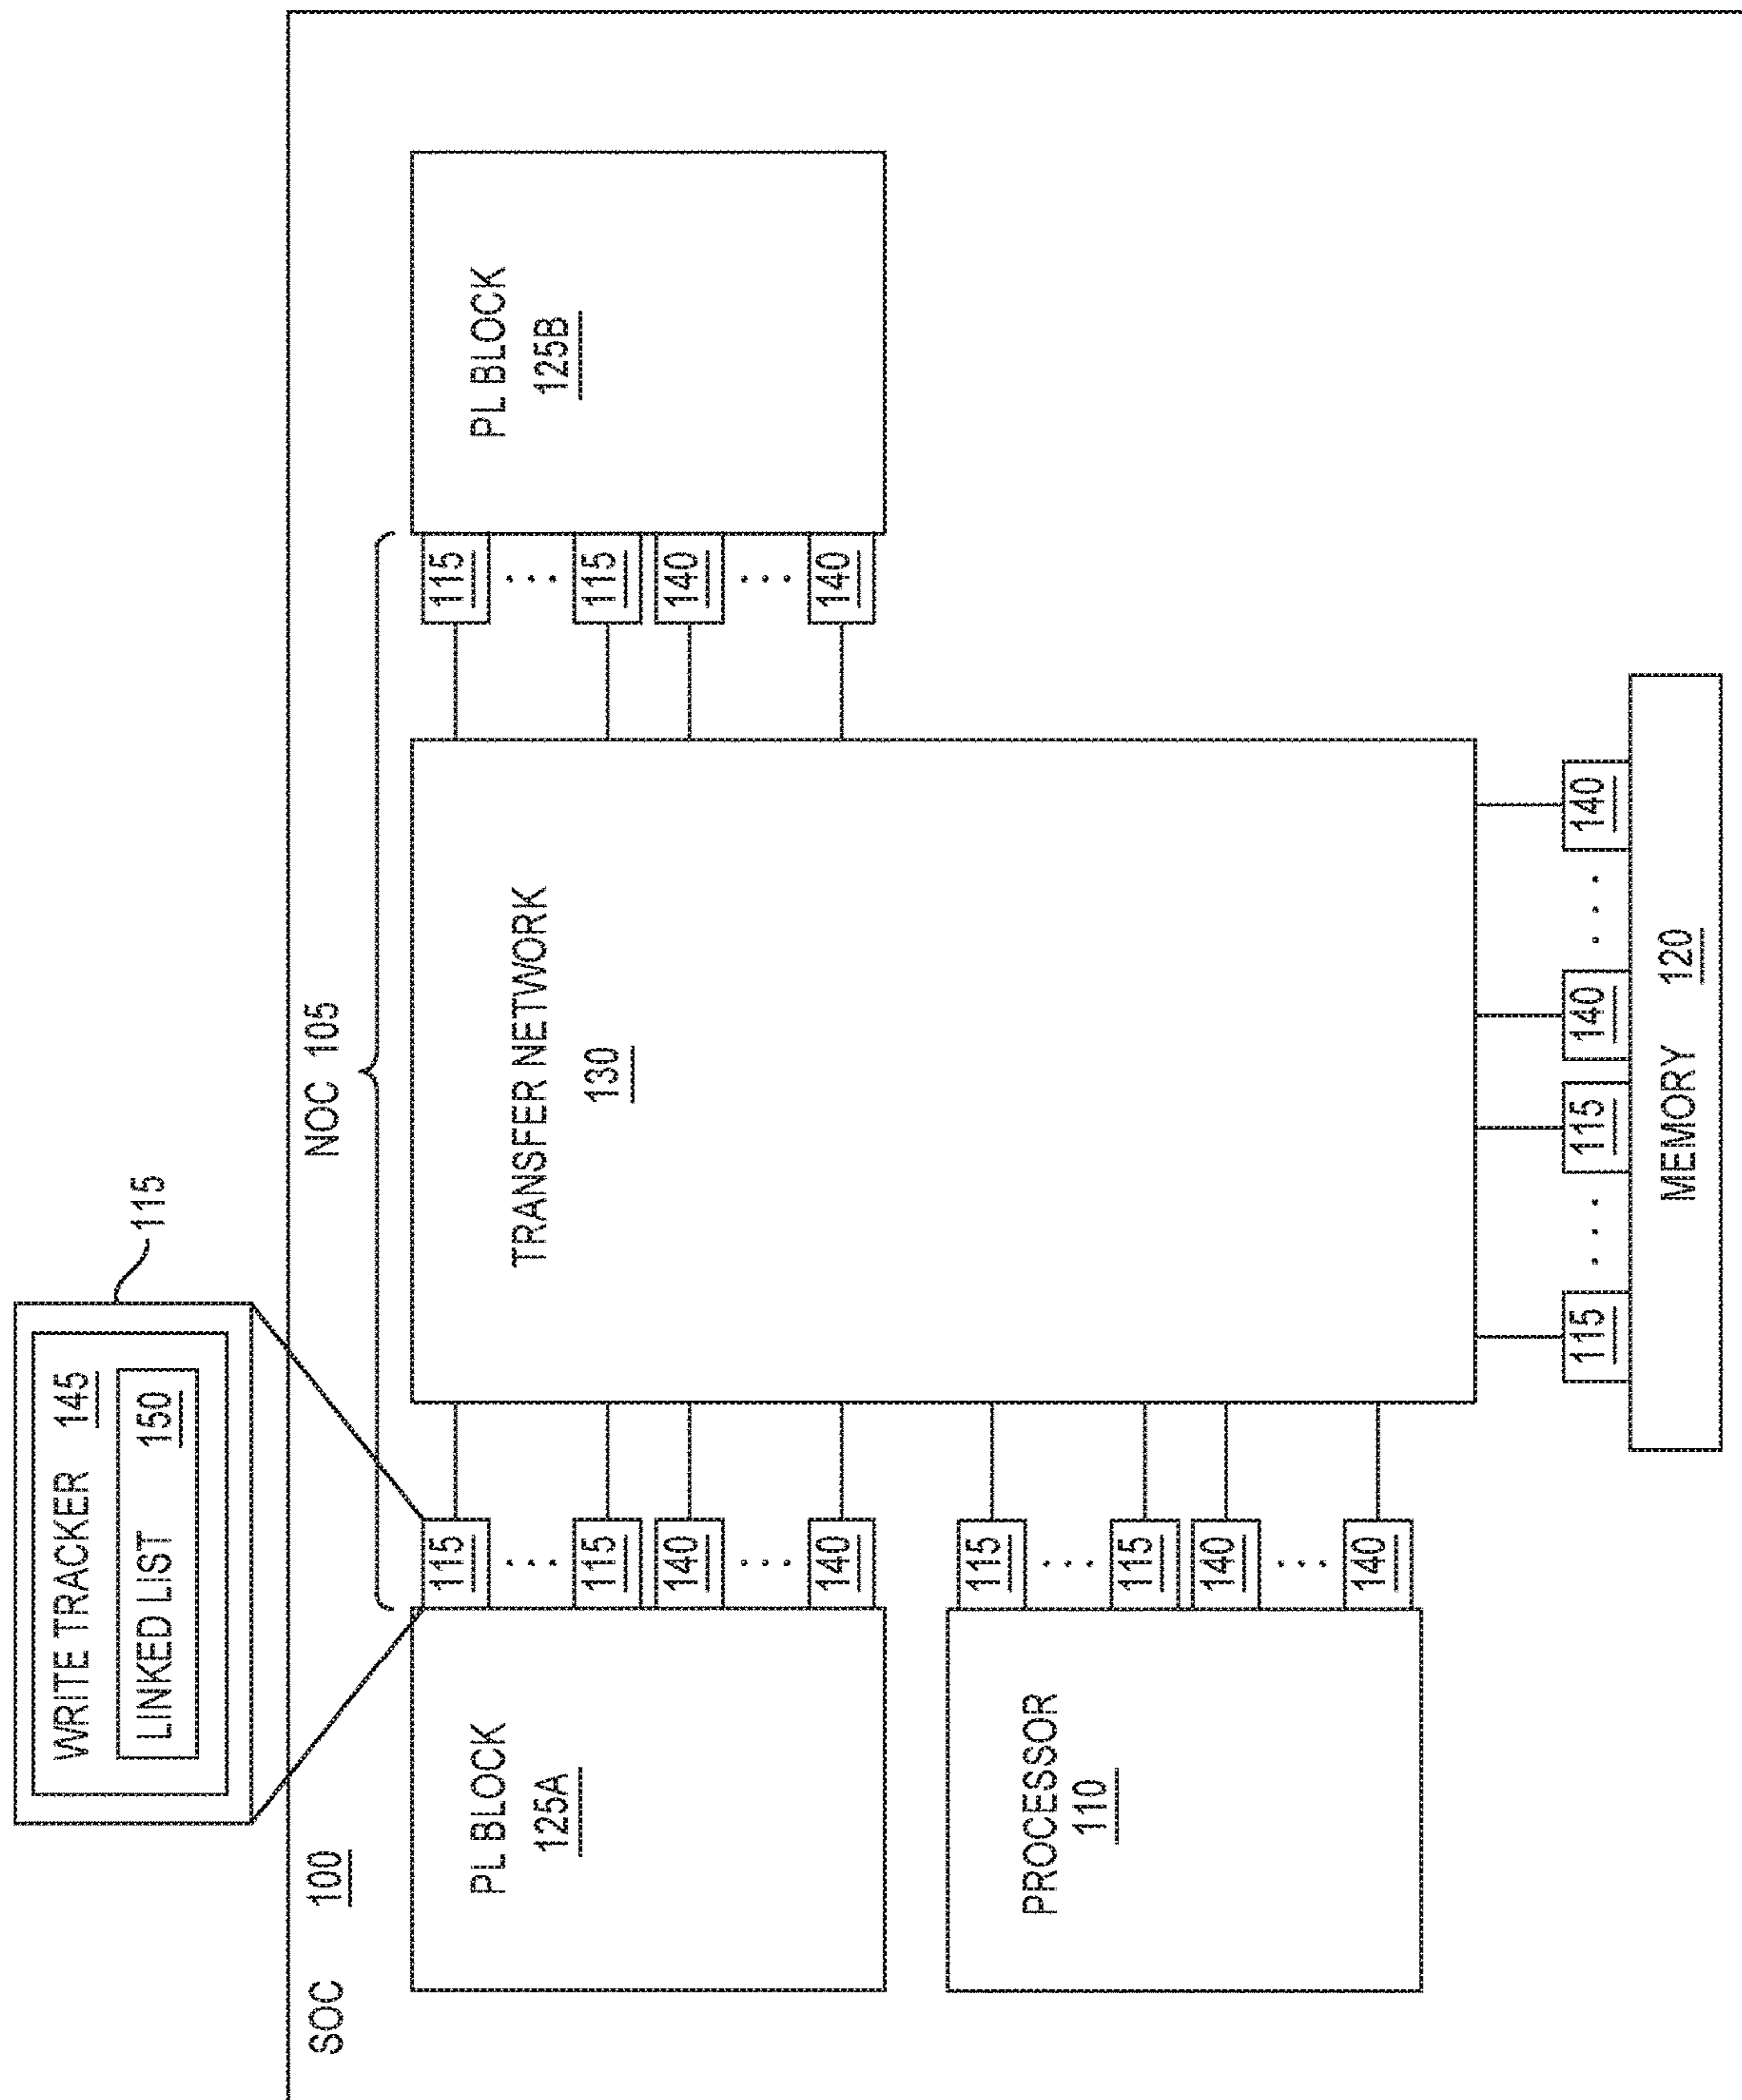 115
WRITE TRACKER 145
LINKED LIST 150
SOC 100
NOC 105
PL BLOCK
125A
115
115
140
140
TRANSFER NETWORK
130
115
115
140
140
PL BLOCK
125B
PROCESSOR
110
115
115
140
140
115
115
140
140
MEMORY 120